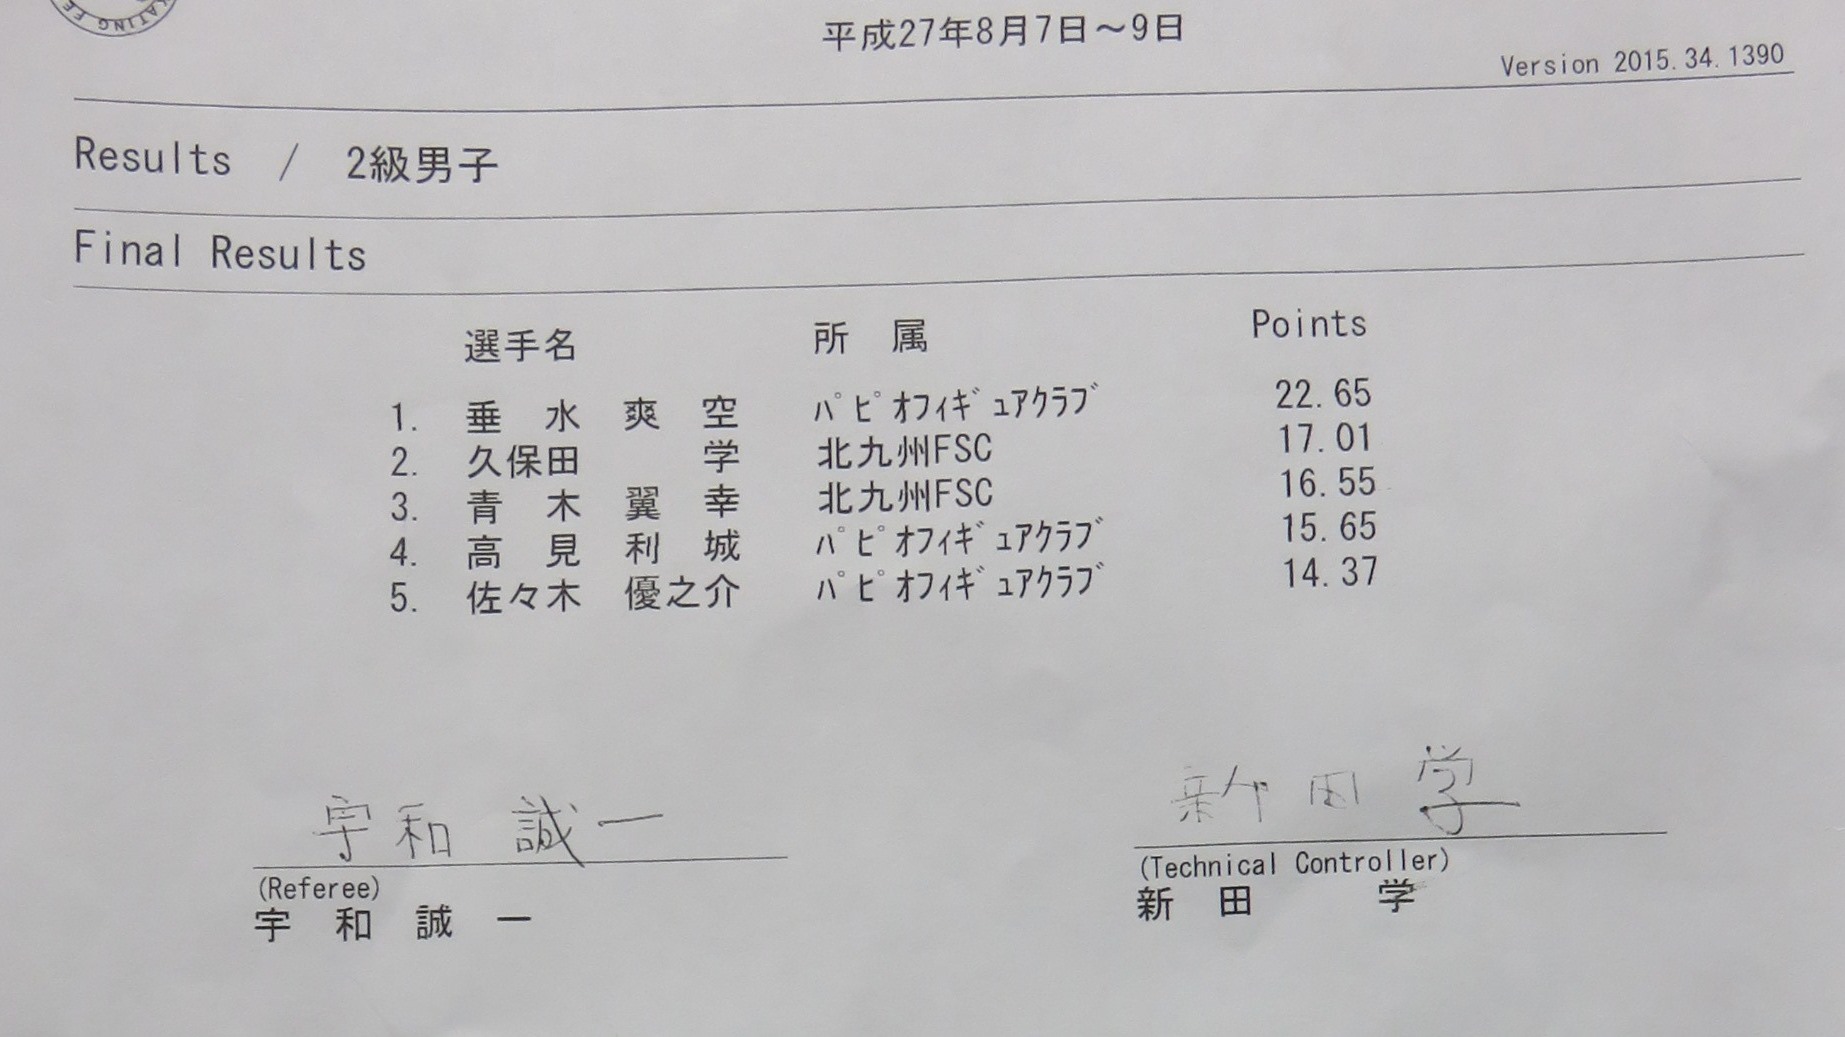 KATING FE
平成27年8月7日～9日
Version 2015.34.1390
Results / 2級男子
Final Results
選手名 所 属 Points
1. 垂 水 爽 空 ﾊﾟﾋﾟｵﾌｨｷﾞｭｱｸﾗﾌﾞ 22.65
2. 久保田 学 北九州FSC 17.01
3. 青 木 翼 幸 北九州FSC 16.55
4. 高 見 利 城 ﾊﾟﾋﾟｵﾌｨｷﾞｭｱｸﾗﾌﾞ 15.65
5. 佐々木 優之介 ﾊﾟﾋﾟｵﾌｨｷﾞｭｱｸﾗﾌﾞ 14.37
宇和 誠一 新田 学
(Referee) (Technical Controller)
宇 和 誠 一 新 田 学